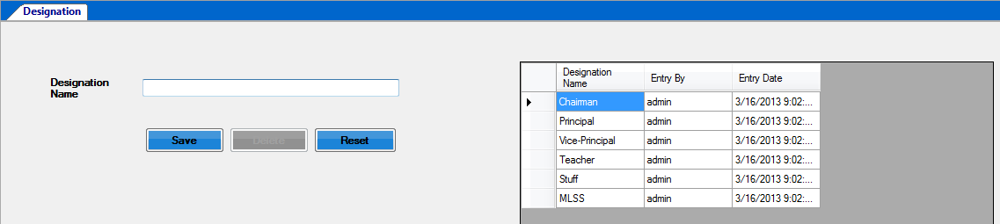 Designation
Designation
Name
Save
Delete
Reset
Designation
Name
Entry By
Entry Date
Chairman admin 3/16/2013 9:02:...
Principal admin 3/16/2013 9:02:...
Vice-Principal admin 3/16/2013 9:02:...
Teacher admin 3/16/2013 9:02:...
Stuff admin 3/16/2013 9:02:...
MLSS admin 3/16/2013 9:02:...